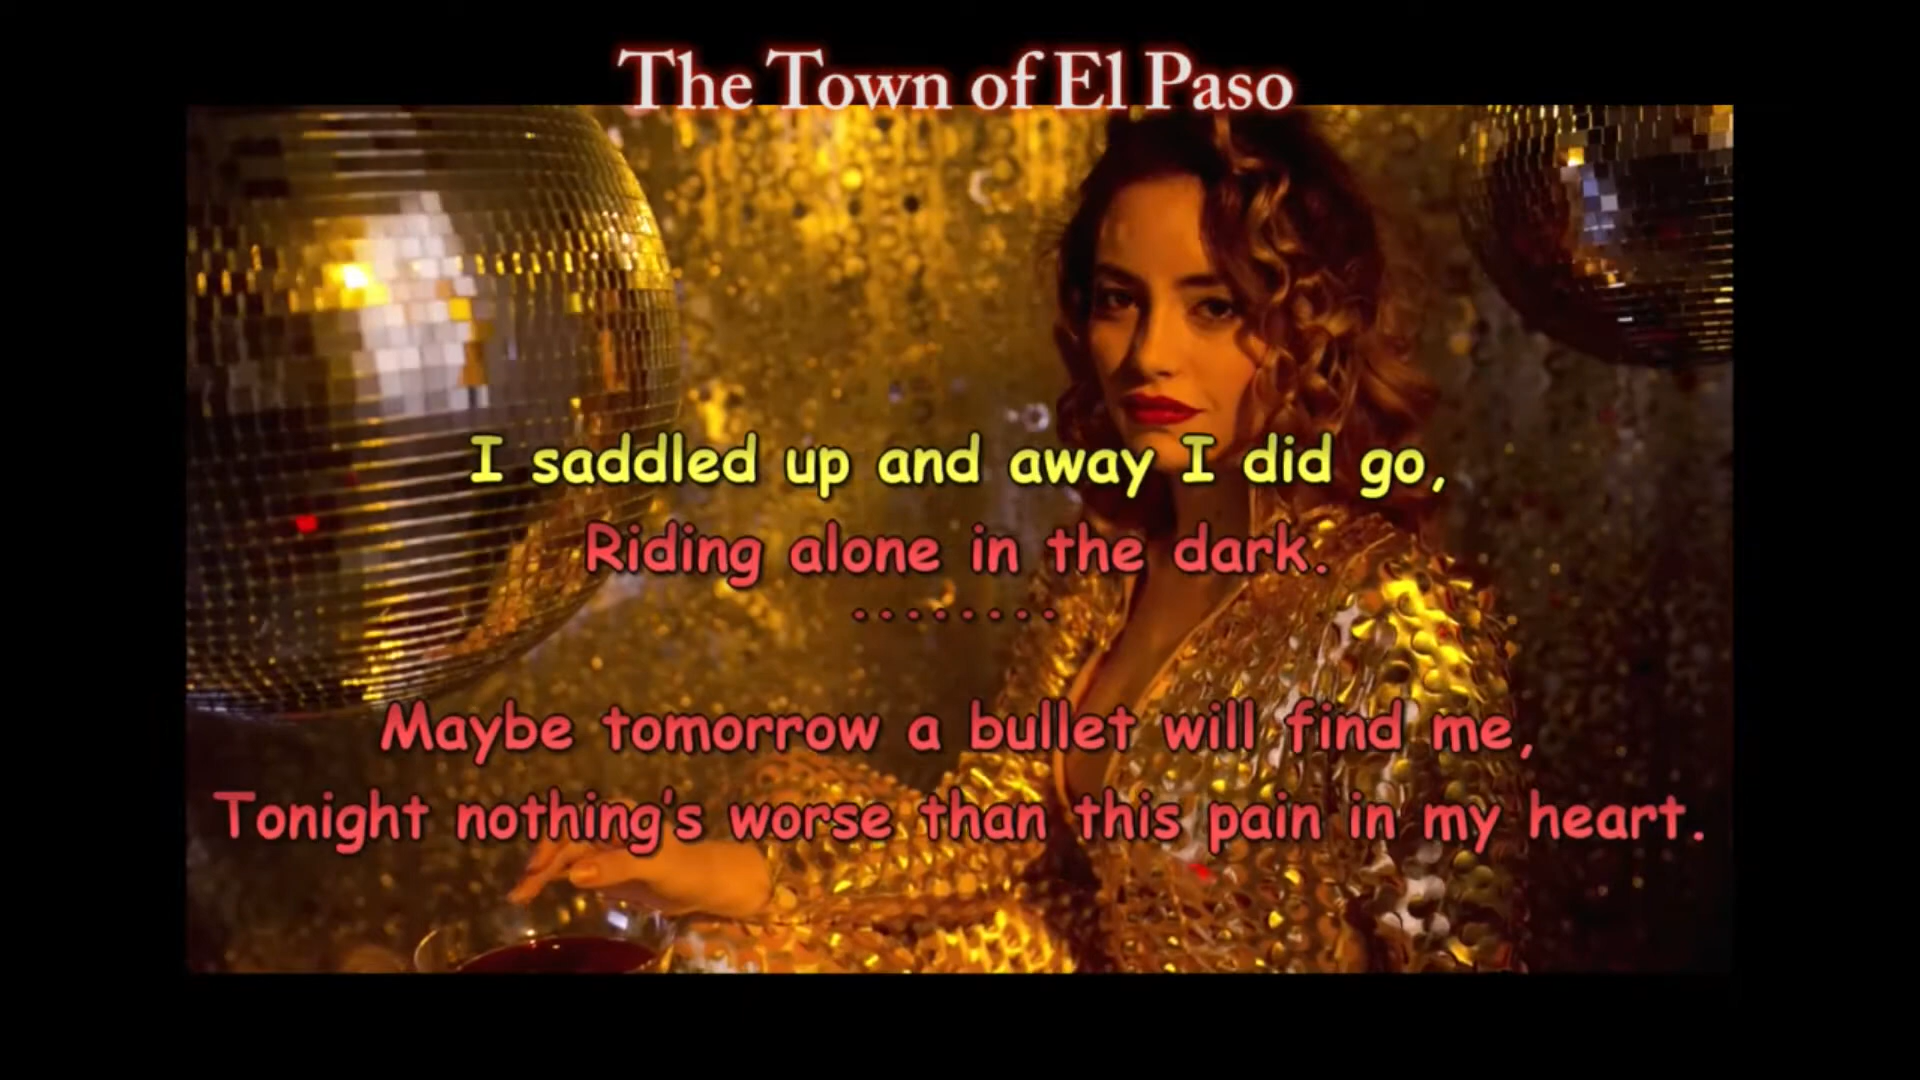 The Town of El Paso
I saddled up and away I did go,
Riding alone in the dark.
........
Maybe tomorrow a bullet will find me,
Tonight nothing's worse than this pain in my heart.